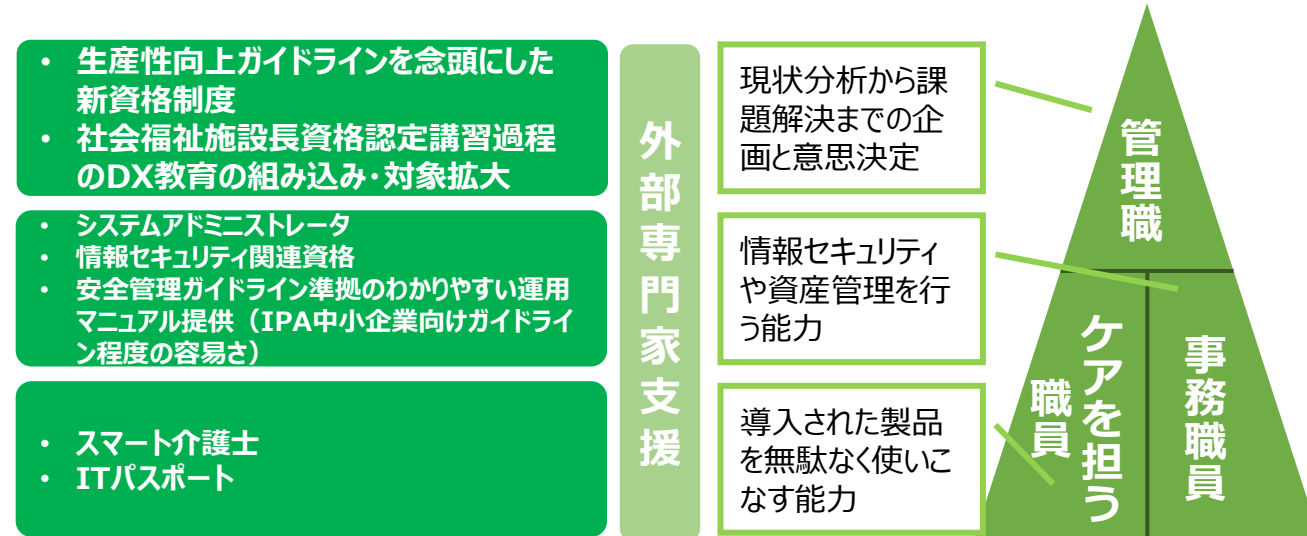 • 生産性向上ガイドラインを念頭にした
新資格制度
• 社会福祉施設長資格認定講習過程
のDX教育の組み込み・対象拡大
• システムアドミニストレータ
• 情報セキュリティ関連資格
• 安全管理ガイドライン準拠のわかりやすい運用
マニュアル提供（IPA中小企業向けガイドライ
ン程度の容易さ）
• スマート介護士
• ITパスポート
外部専門家支援
現状分析から課
題解決までの企
画と意思決定
情報セキュリティ
や資産管理を行
う能力
導入された製品
を無駄なく使いこ
なす能力
管理職
ケアを担う
職員
事務職員